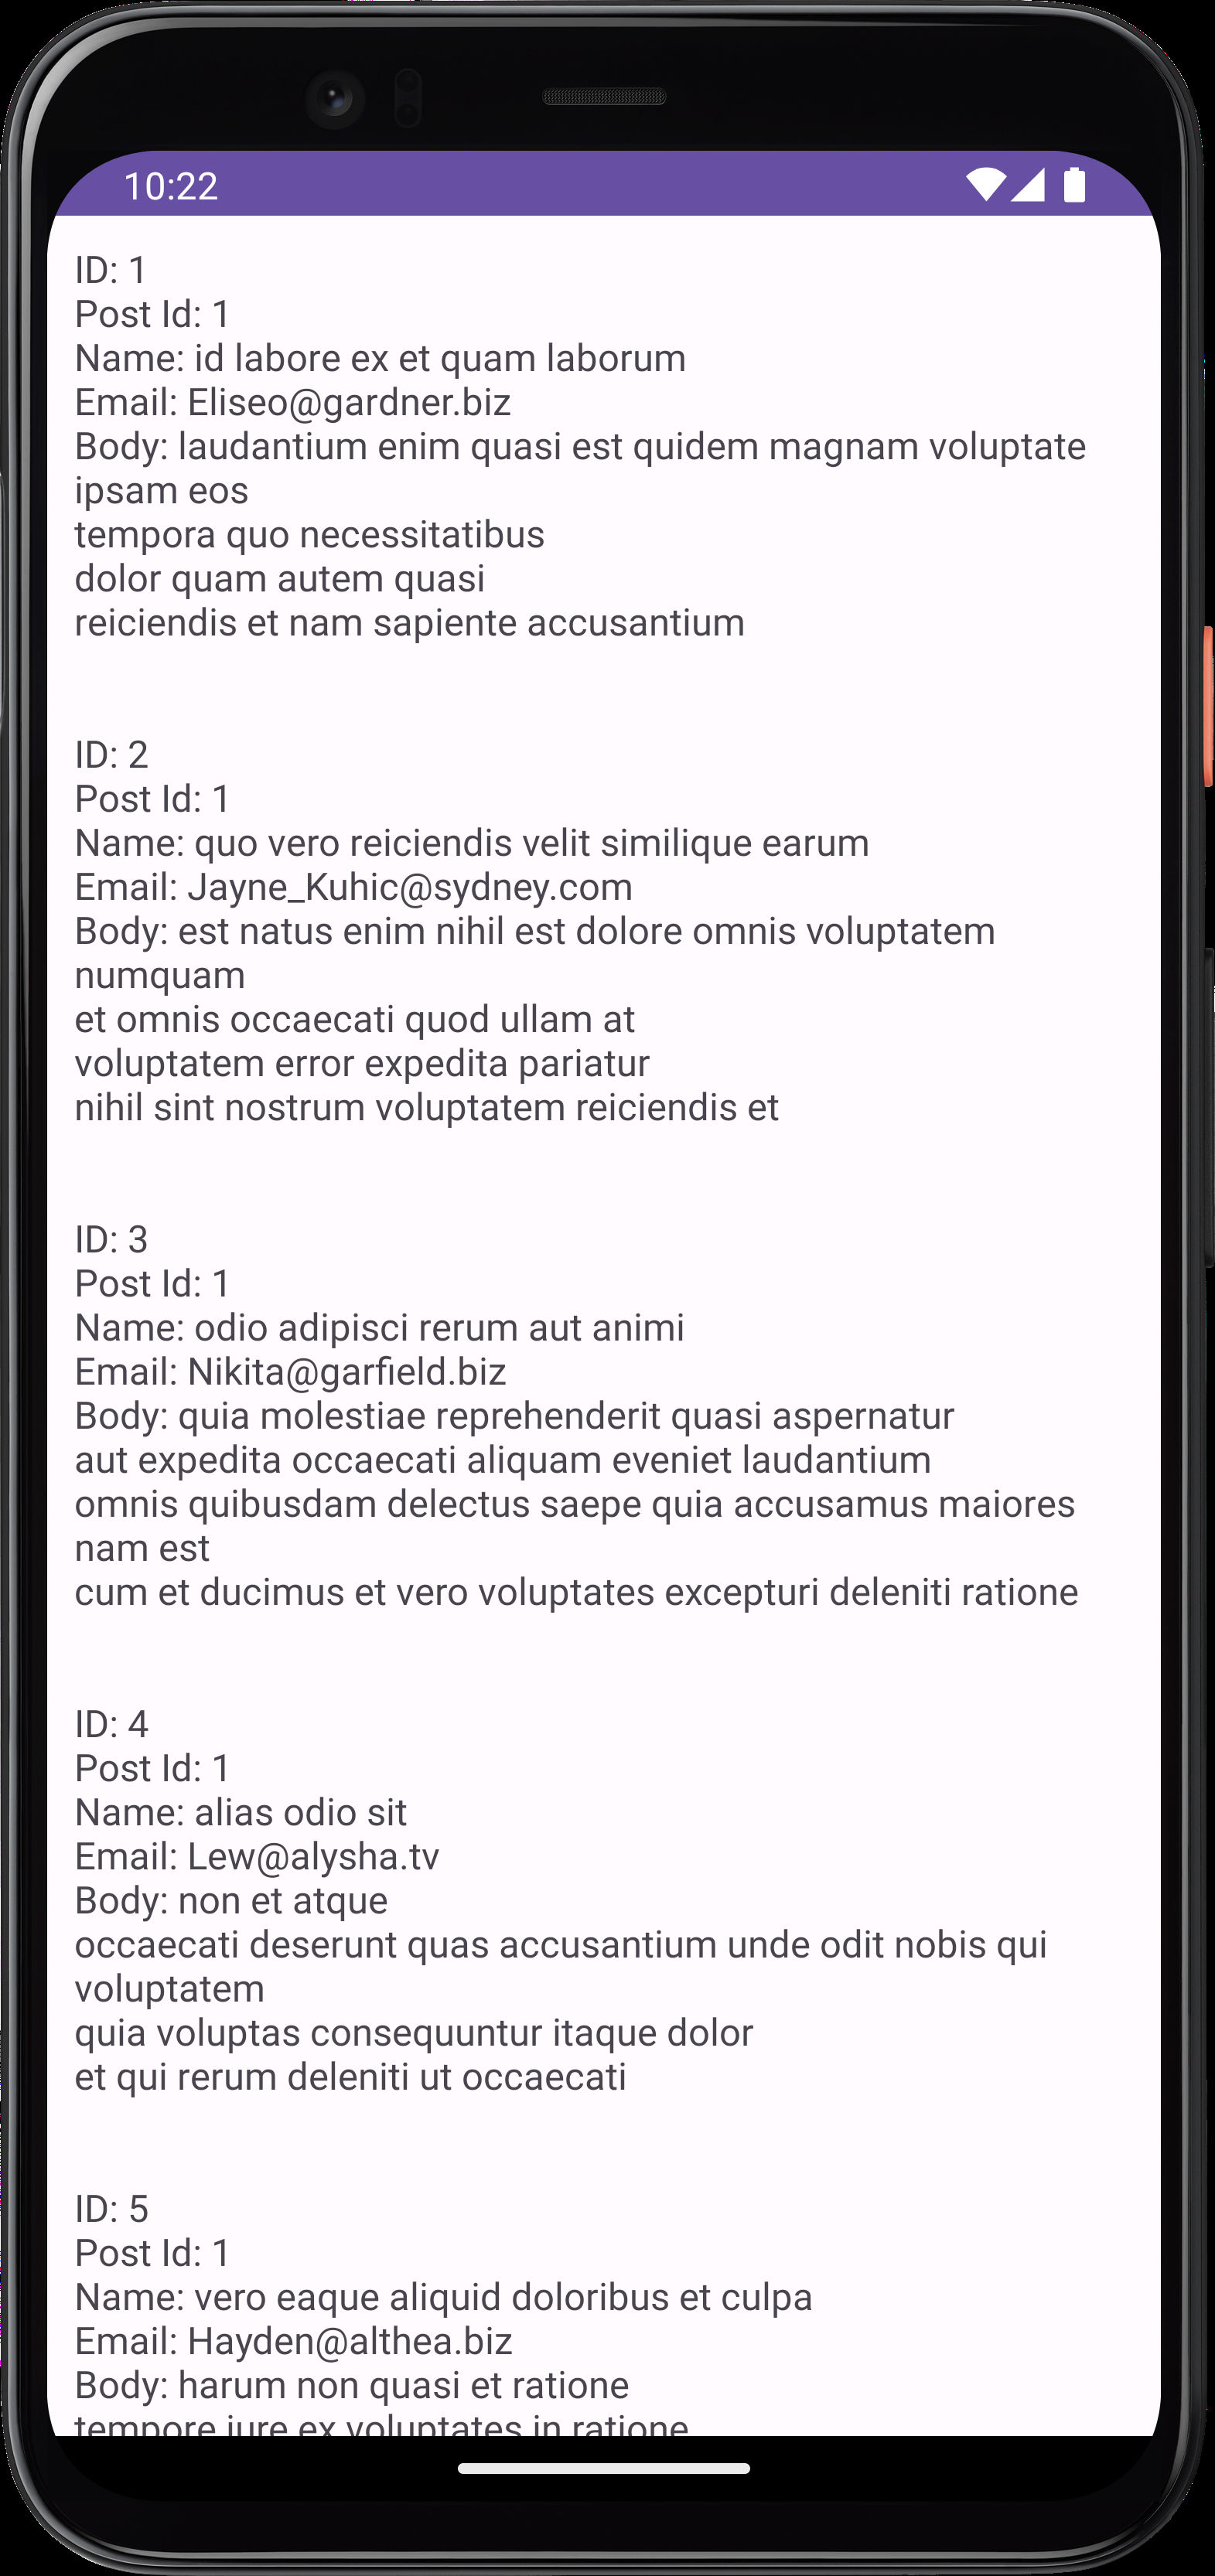 10:22
ID: 1
Post Id: 1
Name: id labore ex et quam laborum
Email: Eliseo@gardner.biz
Body: laudantium enim quasi est quidem magnam voluptate
ipsam eos
tempora quo necessitatibus
dolor quam autem quasi
reiciendis et nam sapiente accusantium
ID: 2
Post Id: 1
Name: quo vero reiciendis velit similique earum
Email: Jayne_Kuhic@sydney.com
Body: est natus enim nihil est dolore omnis voluptatem
numquam
et omnis occaecati quod ullam at
voluptatem error expedita pariatur
nihil sint nostrum voluptatem reiciendis et
ID: 3
Post Id: 1
Name: odio adipisci rerum aut animi
Email: Nikita@garfield.biz
Body: quia molestiae reprehenderit quasi aspernatur
aut expedita occaecati aliquam eveniet laudantium
omnis quibusdam delectus saepe quia accusamus maiores
nam est
cum et ducimus et vero voluptates excepturi deleniti ratione
ID: 4
Post Id: 1
Name: alias odio sit
Email: Lew@alysha.tv
Body: non et atque
occaecati deserunt quas accusantium unde odit nobis qui
voluptatem
quia voluptas consequuntur itaque dolor
et qui rerum deleniti ut occaecati
ID: 5
Post Id: 1
Name: vero eaque aliquid doloribus et culpa
Email: Hayden@althea.biz
Body: harum non quasi et ratione
tempore iure ex voluptates in ratione